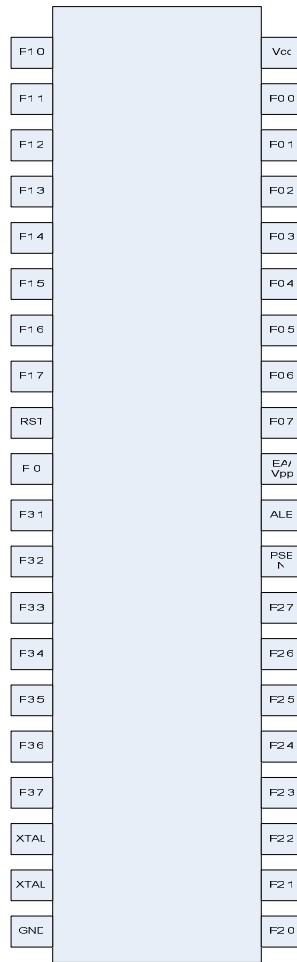 F10
F11
F12
F13
F14
F15
F16
F17
RST
F 0
F31
F32
F33
F34
F35
F36
F37
XTAL
XTAL
GND
Vcc
F00
F01
F02
F03
F04
F05
F06
F07
EA/
Vpp
ALE
PSE
N
F27
F26
F25
F24
F23
F22
F21
F20